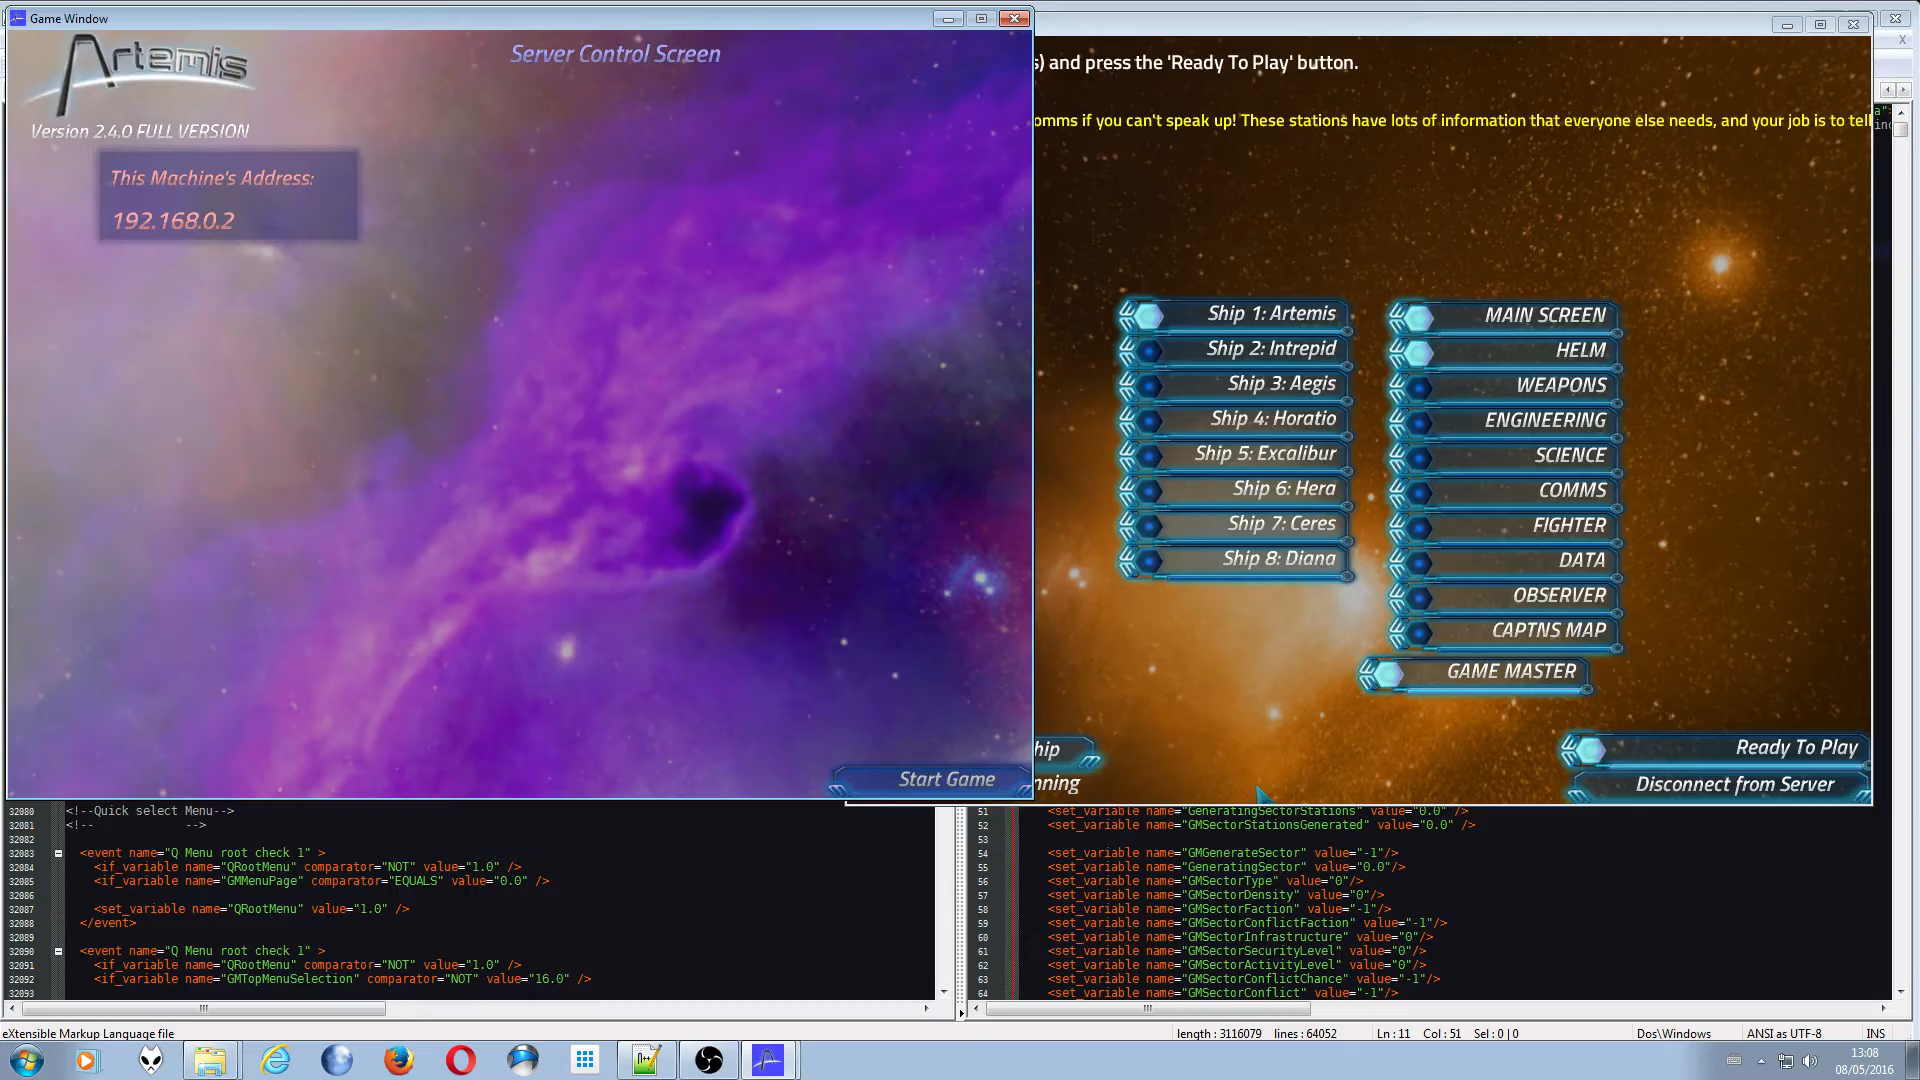 Game Window
Artemis
Server Control Screen
Version 2.4.0 FULL VERSION
This Machine's Address:
192.168.0.2
Start Game
) and press the 'Ready To Play' button.
omms if you can't speak up! These stations have lots of information that everyone else needs, and your job is to tell
Ship 1: Artemis
Ship 2: Intrepid
Ship 3: Aegis
Ship 4: Horatio
Ship 5: Excalibur
Ship 6: Hera
Ship 7: Ceres
Ship 8: Diana
MAIN SCREEN
HELM
WEAPONS
ENGINEERING
SCIENCE
COMMS
FIGHTER
DATA
OBSERVER
CAPTNS MAP
GAME MASTER
hip
nning
Ready To Play
Disconnect from Server
32080 <!--Quick select Menu-->
32081 <!-- -->
32082
32083 <event name="Q Menu root check 1" >
32084 <if_variable name="QRootMenu" comparator="NOT" value="1.0" />
32085 <if_variable name="GMMenuPage" comparator="EQUALS" value="0.0" />
32086
32087 <set_variable name="QRootMenu" value="1.0" />
32088 </event>
32089
32090 <event name="Q Menu root check 1" >
32091 <if_variable name="QRootMenu" comparator="NOT" value="1.0" />
32092 <if_variable name="GMTopMenuSelection" comparator="NOT" value="16.0" />
32093
51 <set_variable name="GeneratingSectorStations" value="0.0" />
52 <set_variable name="GMSectorStationsGenerated" value="0.0" />
53
54 <set_variable name="GMGenerateSector" value="-1"/>
55 <set_variable name="GeneratingSector" value="0.0"/>
56 <set_variable name="GMSectorType" value="0"/>
57 <set_variable name="GMSectorDensity" value="0"/>
58 <set_variable name="GMSectorFaction" value="-1"/>
59 <set_variable name="GMSectorConflictFaction" value="-1"/>
60 <set_variable name="GMSectorInfrastructure" value="0"/>
61 <set_variable name="GMSectorSecurityLevel" value="0"/>
62 <set_variable name="GMSectorActivityLevel" value="0"/>
63 <set_variable name="GMSectorConflictChance" value="-1"/>
64 <set_variable name="GMSectorConflict" value="-1"/>
eXtensible Markup Language file
length : 3116079 lines : 64052
Ln : 11 Col : 51 Sel : 0 | 0
Dos\Windows
ANSI as UTF-8
INS
13:08
08/05/2016